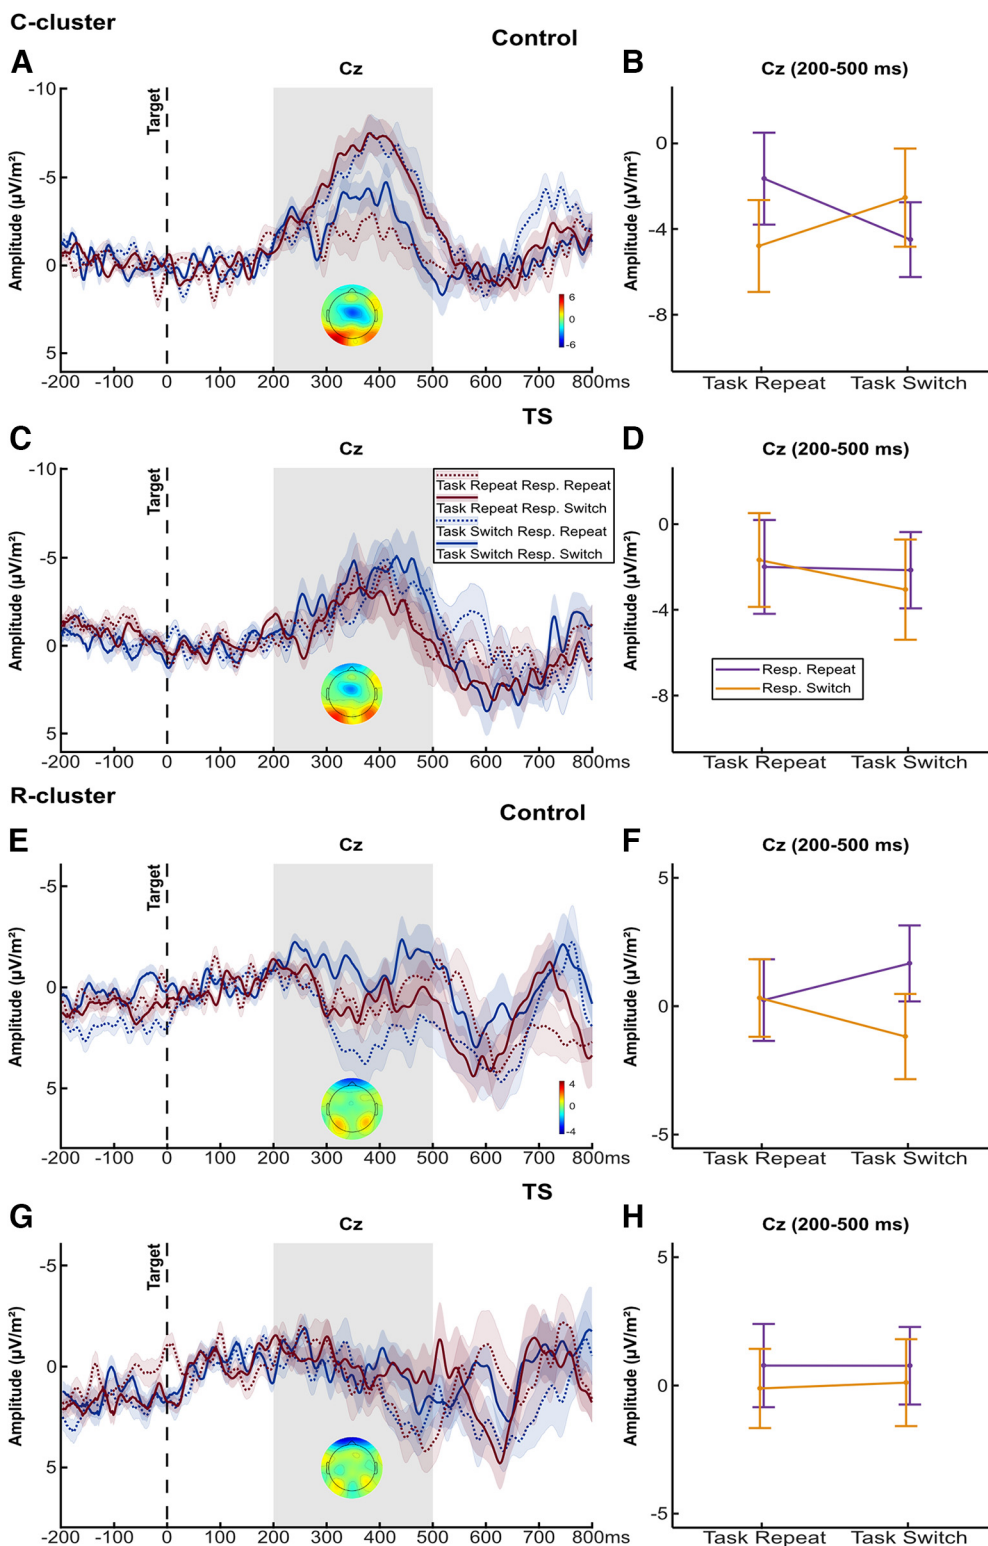 C-cluster
Control
A
Cz
Target
Amplitude (μV/m²)
-10
-5
0
5
-200 -100 0 100 200 300 400 500 600 700 800ms
6
0
-6
B
Cz (200-500 ms)
Amplitude (μV/m²)
0
-4
-8
Task Repeat Task Switch
TS
C
Cz
Target
Amplitude (μV/m²)
-10
-5
0
5
-200 -100 0 100 200 300 400 500 600 700 800ms
Task Repeat Resp. Repeat
Task Repeat Resp. Switch
Task Switch Resp. Repeat
Task Switch Resp. Switch
D
Cz (200-500 ms)
Amplitude (μV/m²)
0
-4
-8
Resp. Repeat
Resp. Switch
Task Repeat Task Switch
R-cluster
Control
E
Cz
Target
Amplitude (μV/m²)
-5
0
5
-200 -100 0 100 200 300 400 500 600 700 800ms
4
0
-4
F
Cz (200-500 ms)
Amplitude (μV/m²)
5
0
-5
Task Repeat Task Switch
TS
G
Cz
Target
Amplitude (μV/m²)
-5
0
5
-200 -100 0 100 200 300 400 500 600 700 800ms
H
Cz (200-500 ms)
Amplitude (μV/m²)
5
0
-5
Task Repeat Task Switch